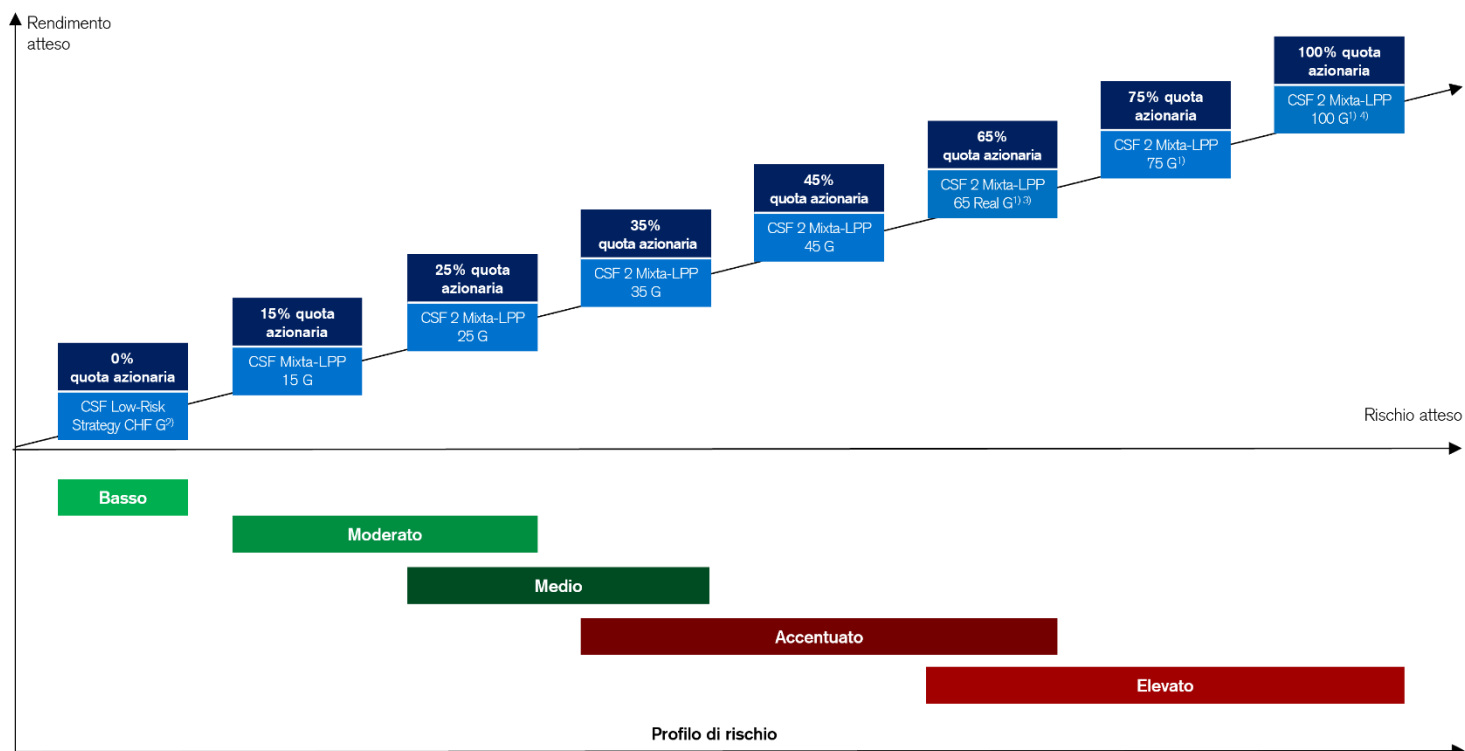 Rendimento
atteso
100% quota
azionaria
CSF 2 Mixta-LPP
100 G1) 4)
75% quota
azionaria
CSF 2 Mixta-LPP
75 G1)
65%
quota azionaria
CSF 2 Mixta-LPP
65 Real G1) 3)
45%
quota azionaria
CSF 2 Mixta-LPP
45 G
35%
quota azionaria
CSF 2 Mixta-LPP
35 G
25% quota
azionaria
CSF 2 Mixta-LPP
25 G
15% quota
azionaria
CSF Mixta-LPP
15 G
0%
quota azionaria
CSF Low-Risk
Strategy CHF G2)
Rischio atteso
Basso
Moderato
Medio
Accentuato
Elevato
Profilo di rischio